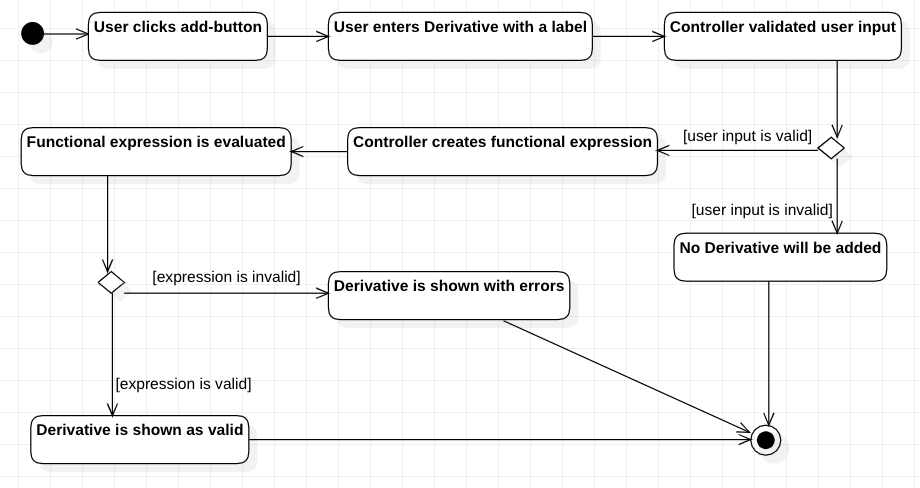 User clicks add-button
User enters Derivative with a label
Controller validated user input
Functional expression is evaluated
Controller creates functional expression
[user input is valid]
[user input is invalid]
No Derivative will be added
[expression is invalid]
Derivative is shown with errors
[expression is valid]
Derivative is shown as valid